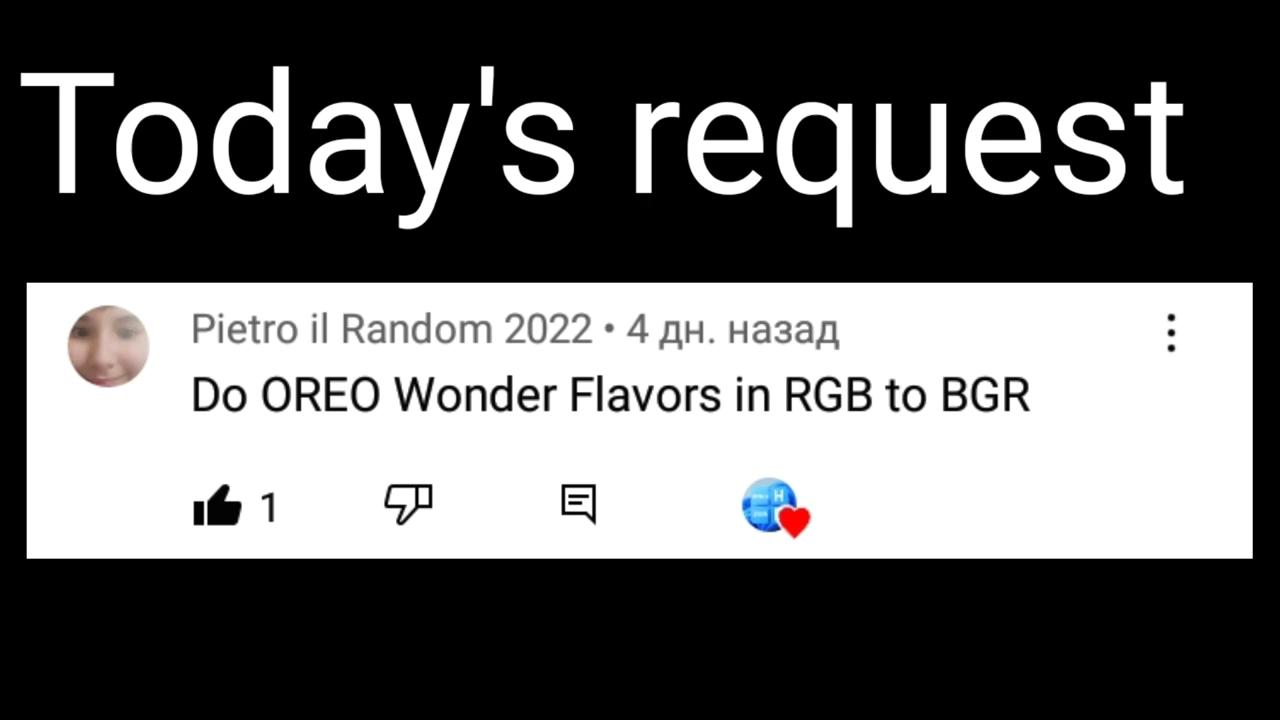 Today's request
Pietro il Random 2022 • 4 дн. назад
Do OREO Wonder Flavors in RGB to BGR
1
H